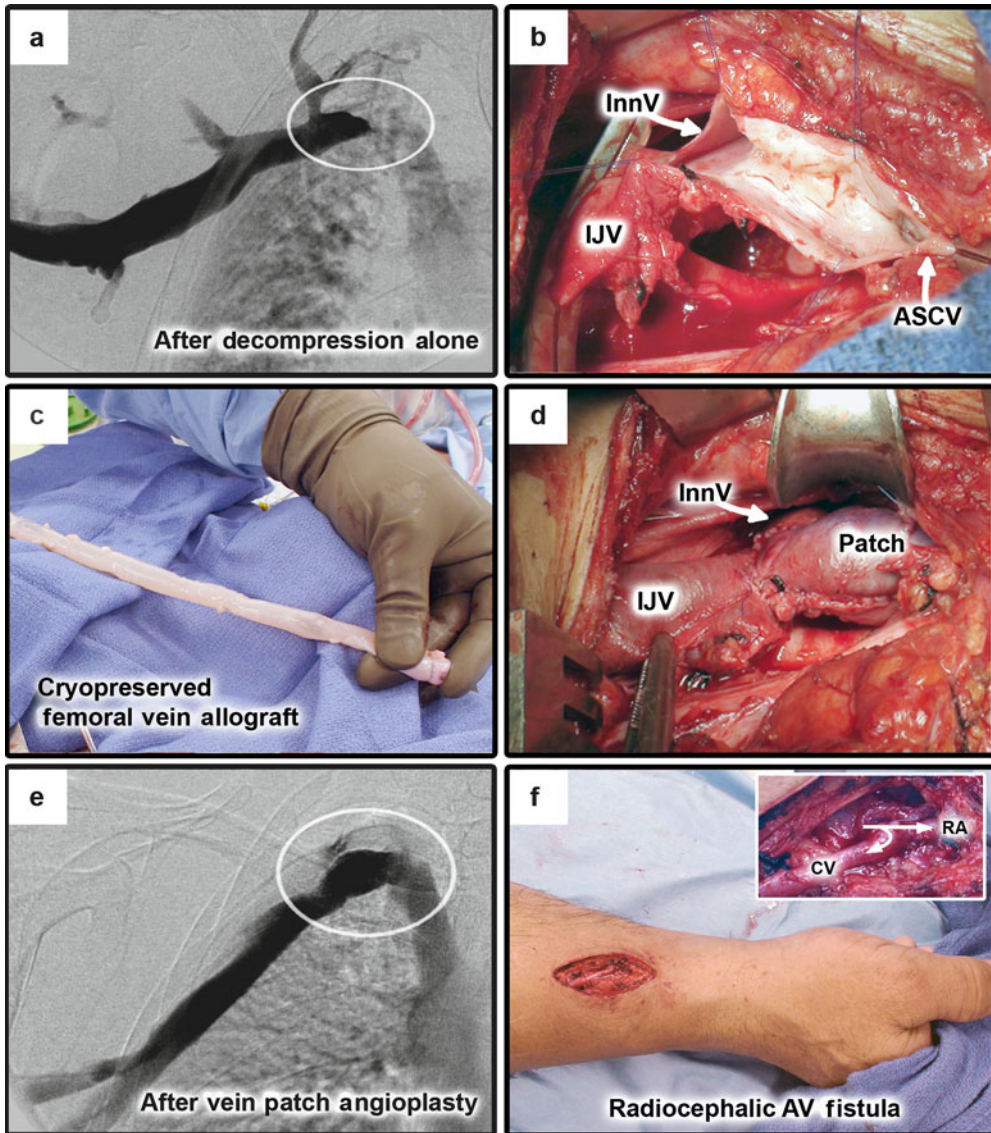 a
After decompression alone
b
InnV
IJV
ASCV
c
Cryopreserved
femoral vein allograft
d
InnV
Patch
IJV
e
After vein patch angioplasty
f
RA
CV
Radiocephalic AV fistula